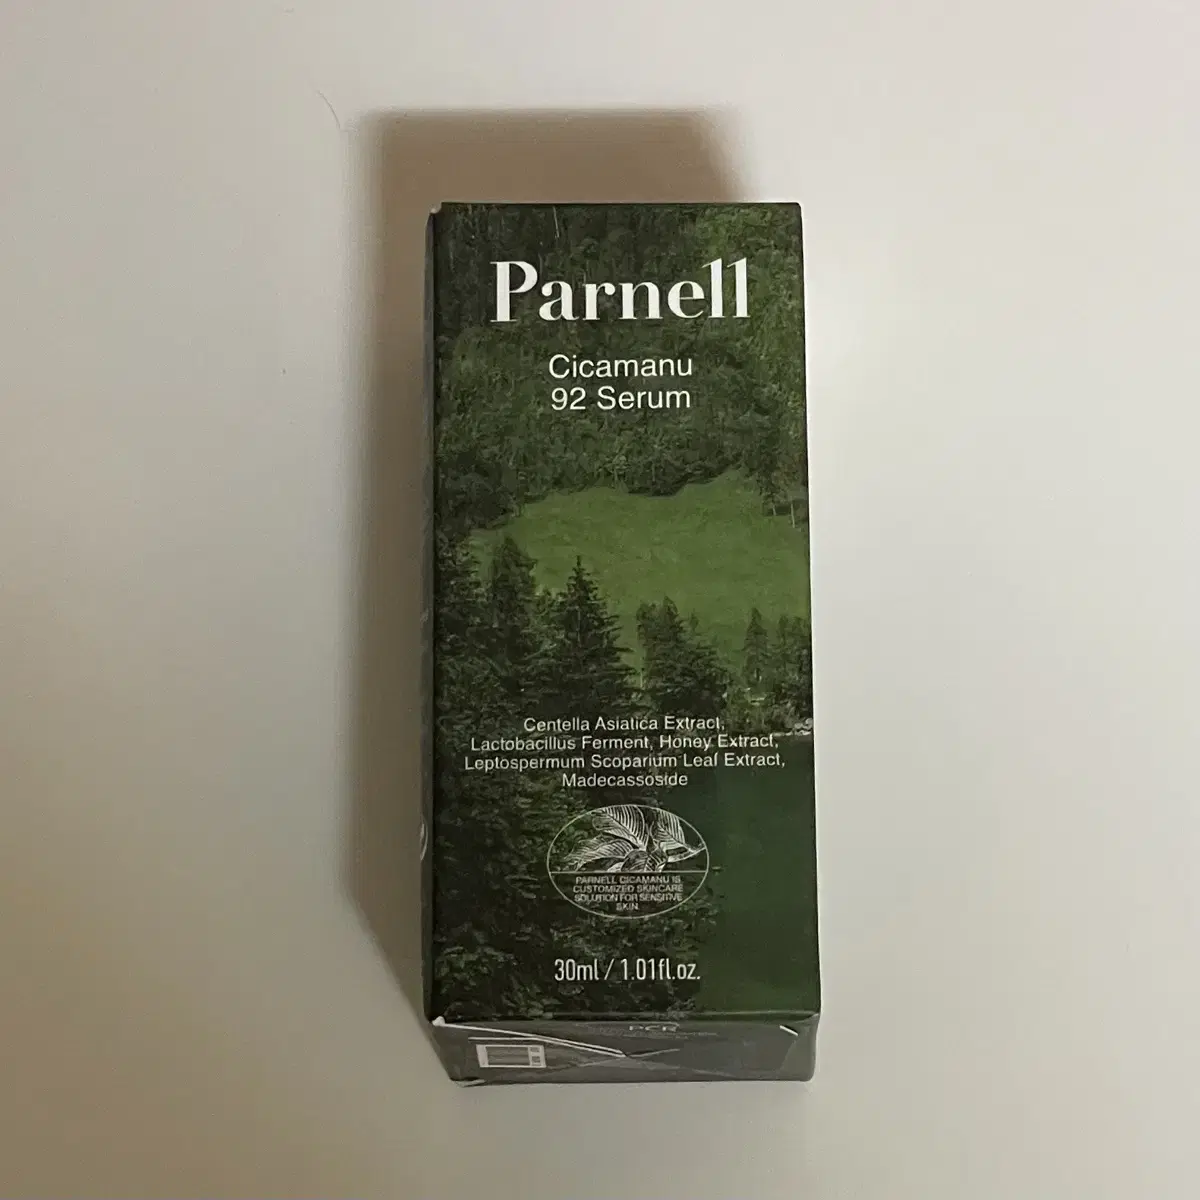 Parnell
Cicamanu
92 Serum
Centella Asiatica Extract,
Lactobacillus Ferment, Honey Extract,
Leptospermum Scoparium Leaf Extract,
Madecassoside
PARNELL CICAMANU IS
CUSTOMIZED SKINCARE
SOLUTION FOR SENSITIVE
SKIN.
30ml / 1.01fl.oz.
PCR